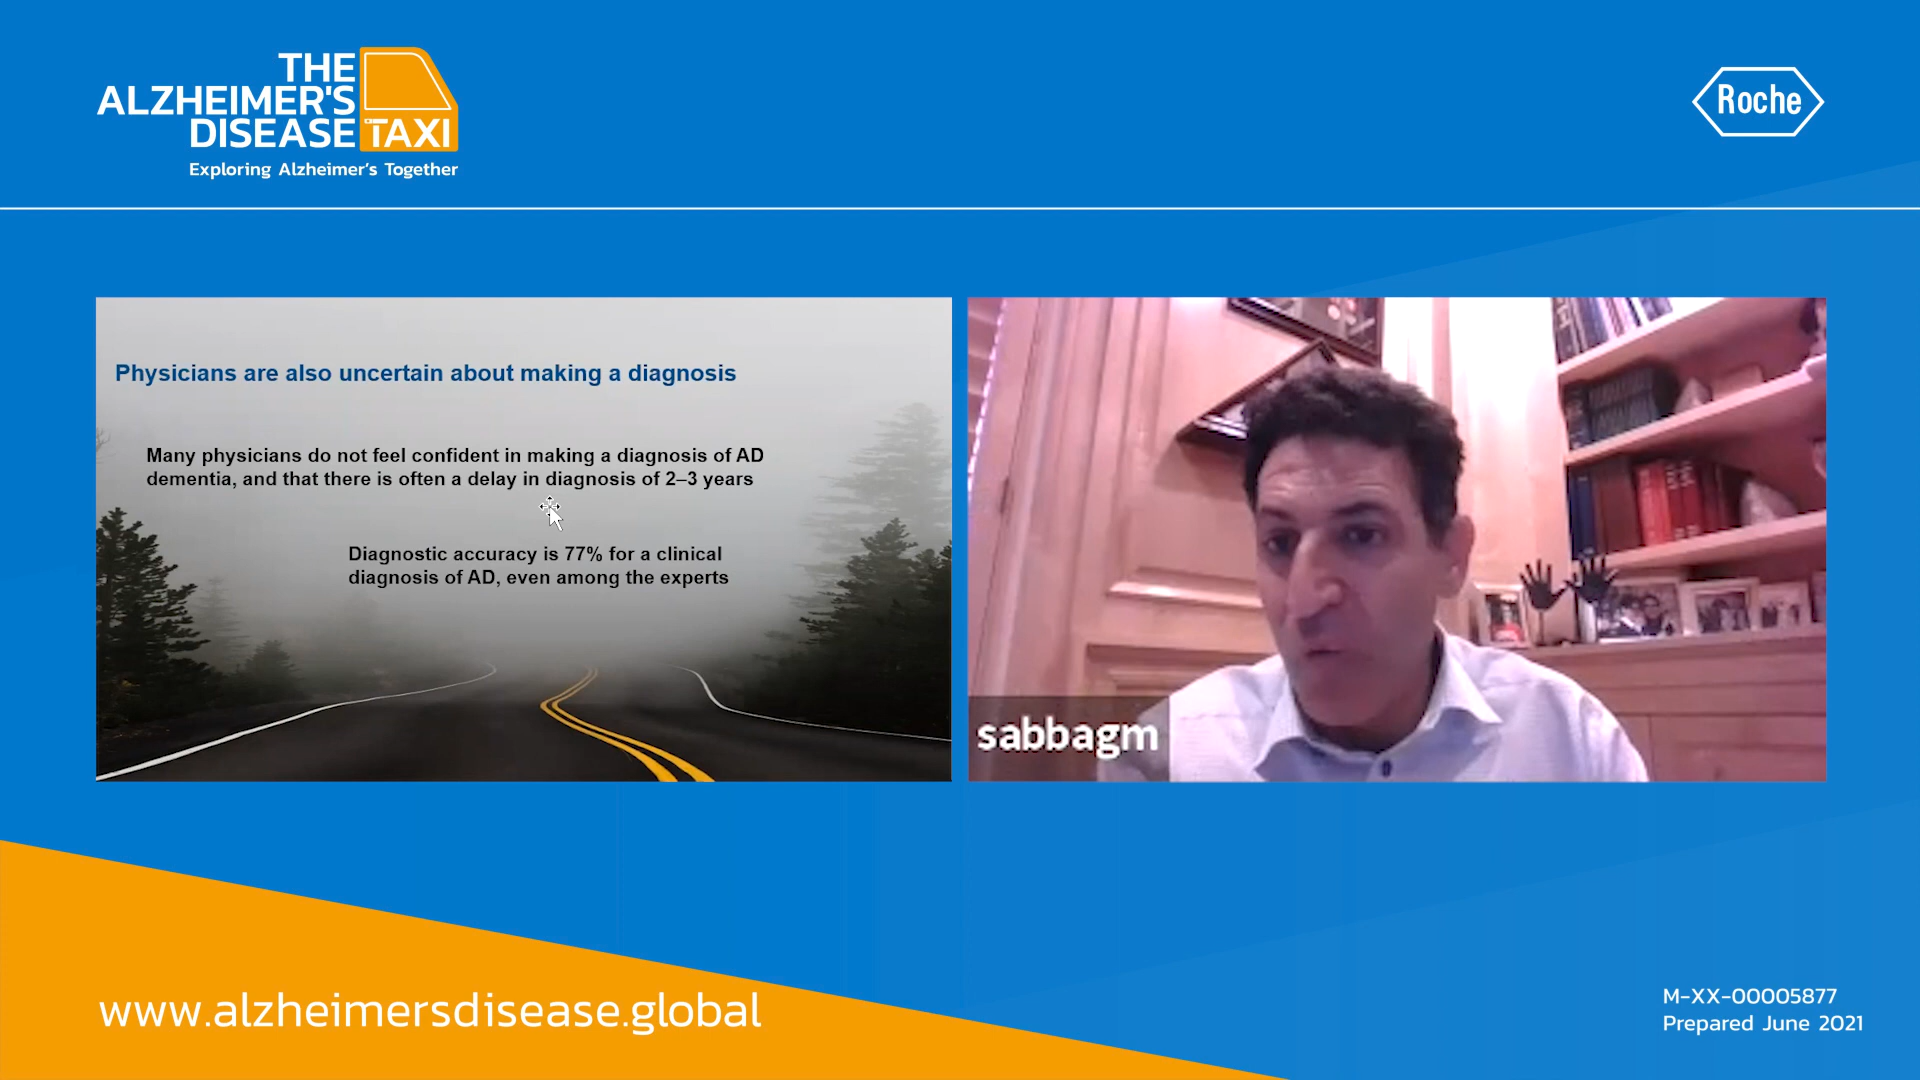 THE
ALZHEIMER'S
DISEASE TAXI
Exploring Alzheimer's Together
Roche
Physicians are also uncertain about making a diagnosis
Many physicians do not feel confident in making a diagnosis of AD
dementia, and that there is often a delay in diagnosis of 2–3 years
Diagnostic accuracy is 77% for a clinical
diagnosis of AD, even among the experts
sabbagm
www.alzheimersdisease.global
M-XX-00005877
Prepared June 2021